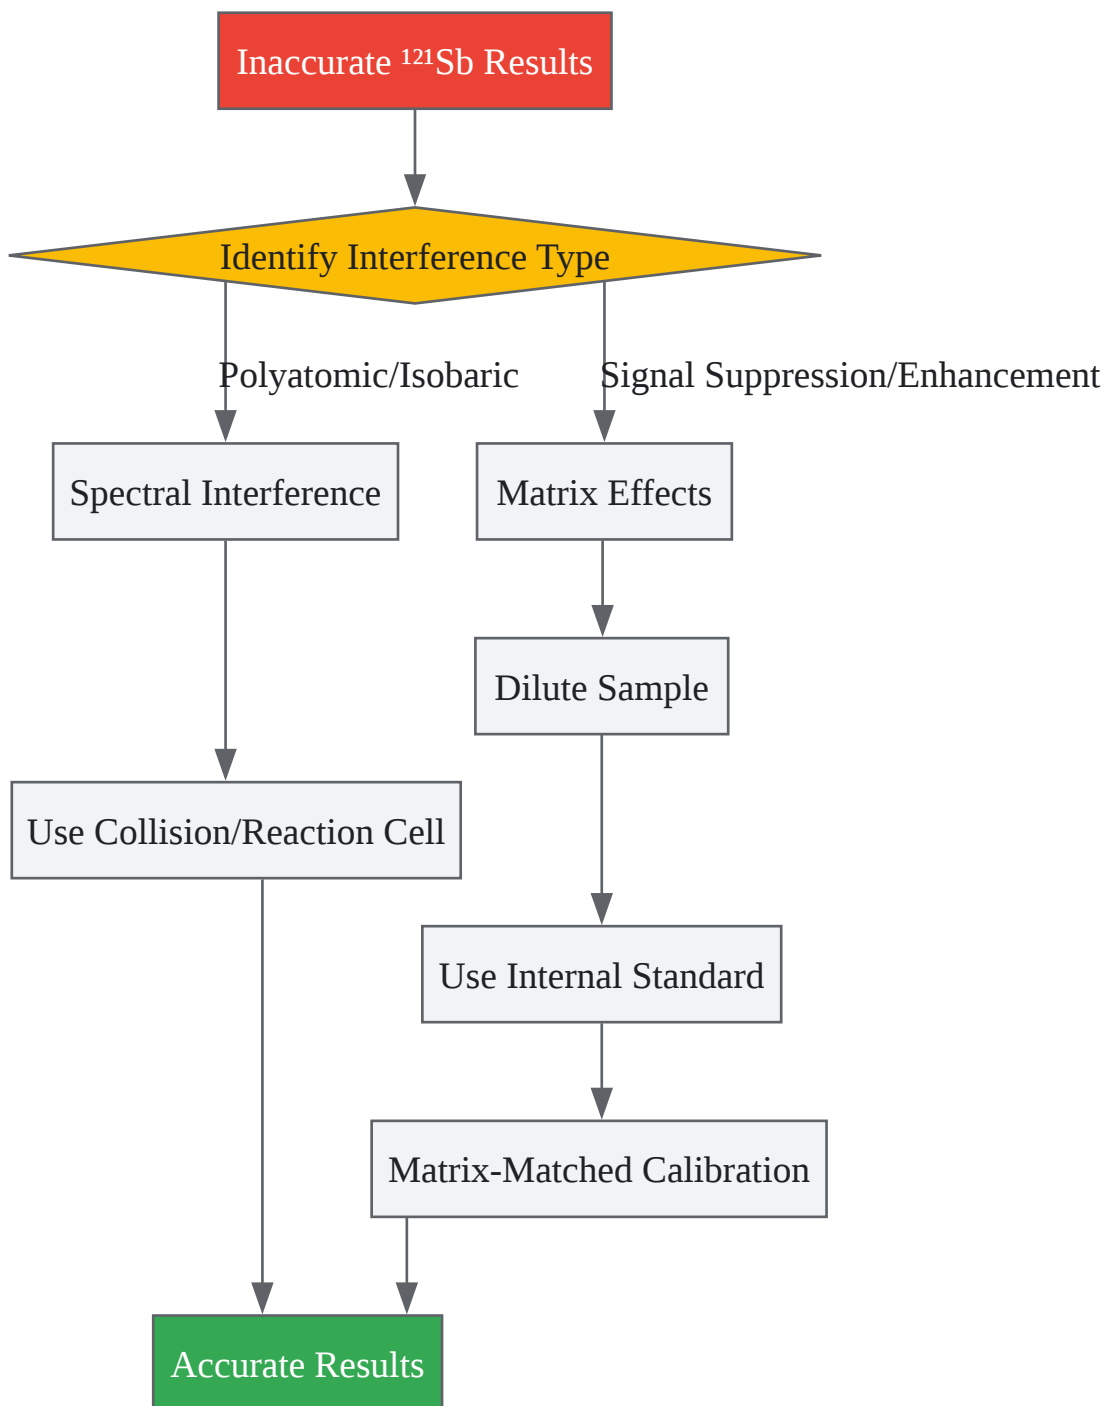 Inaccurate ¹²¹Sb Results
Identify Interference Type
Polyatomic/Isobaric
Signal Suppression/Enhancement
Spectral Interference
Matrix Effects
Dilute Sample
Use Collision/Reaction Cell
Use Internal Standard
Matrix-Matched Calibration
Accurate Results